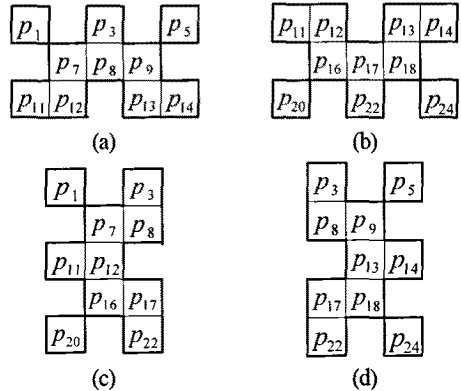 p1 p3 p5
p7 p8 p9
p11 p12 p13 p14
(a)
p11 p12 p13 p14
p16 p17 p18
p20 p22 p24
(b)
p1 p3
p7 p8
p11 p12
p16 p17
p20 p22
(c)
p3 p5
p8 p9
p13 p14
p17 p18
p22 p24
(d)